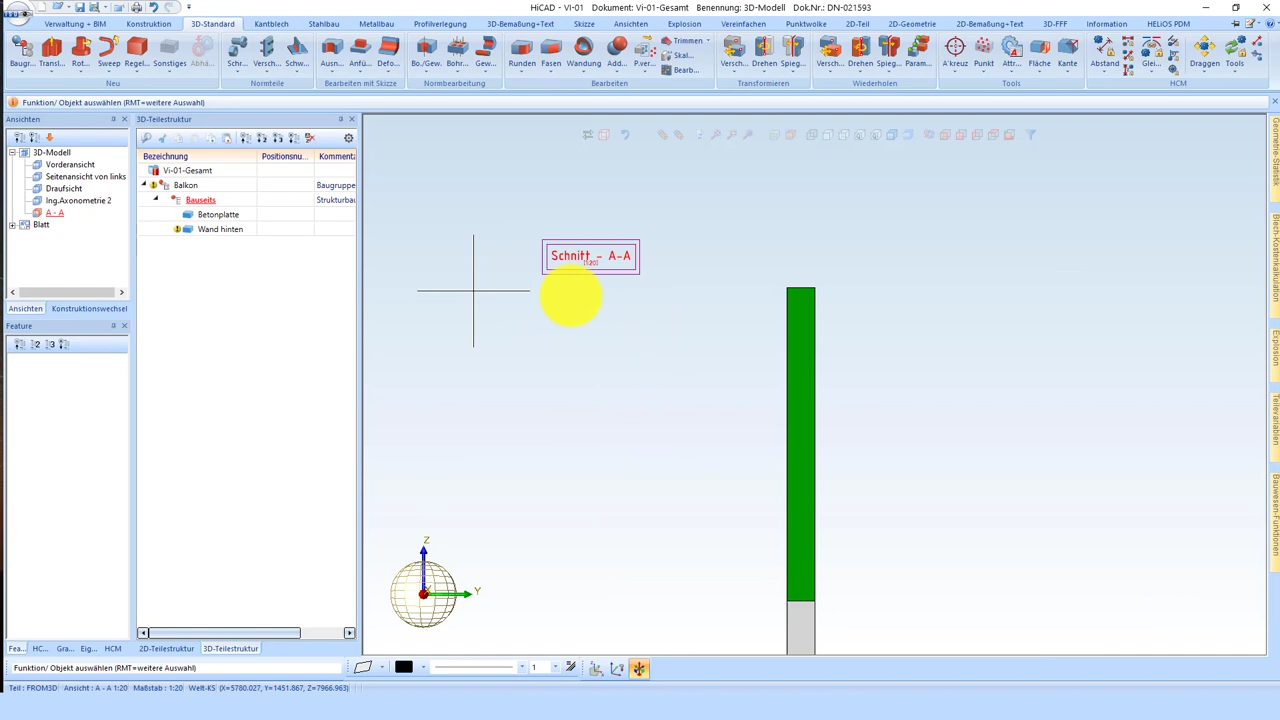 HiCAD - VI-01    Dokument: Vi-01-Gesamt    Benennung: 3D-Modell    Dok.Nr.: DN-021593
Verwaltung + BIM  Konstruktion  3D-Standard  Kantblech  Stahlbau  Metallbau  Profilverlegung  3D-Bemaßung+Text  Skizze  Ansichten  Explosion  Vereinfachen  Punktwolke  2D-Teil  2D-Geometrie  2D-Bemaßung+Text  3D-FFF  Information  HELiOS PDM
Trimmen
Skal...
Baugr... Transl... Rot... Sweep Regel... Sonstiges Abhä... Schr... Versch... Schw... Ausn... Anfü... Defo... Bo./Gew. Bohr... Gew... Runden Fasen Wandung Add... P.ver... Bearb... Versch... Drehen Spieg... Versch... Drehen Spieg... Param... A'kreuz Punkt Attr... Fläche Kante Abstand Glei... Draggen Tools
Neu  Normteile  Bearbeiten mit Skizze  Normbearbeitung  Bearbeiten  Transformieren  Wiederholen  Tools  HCM
Funktion/ Objekt auswählen (RMT=weitere Auswahl)
Ansichten
3D-Modell
Vorderansicht
Seitenansicht von links
Draufsicht
Ing.Axonometrie 2
A - A
Blatt
Ansichten  Konstruktionswechsel
Feature
Fea... HC... Gra... Eig... HCM
3D-Teilestruktur
Bezeichnung  Positionsnu...  Kommenta
Vi-01-Gesamt
Balkon  Baugruppe
Bauseits  Strukturbau
Betonplatte
Wand hinten
2D-Teilestruktur  3D-Teilestruktur
Schnitt - A-A
[1:20]
Z
Y
Geometrie-Statistik
Blech-Kostenkalkulation
Explosion
Teilevariablen
Bauwesen-Funktionen
Funktion/ Objekt auswählen (RMT=weitere Auswahl)  1
Teil : FROM3D  Ansicht : A - A 1:20  Maßstab : 1:20  Welt-KS  (X=5780.027, Y=1451.867, Z=7966.963)